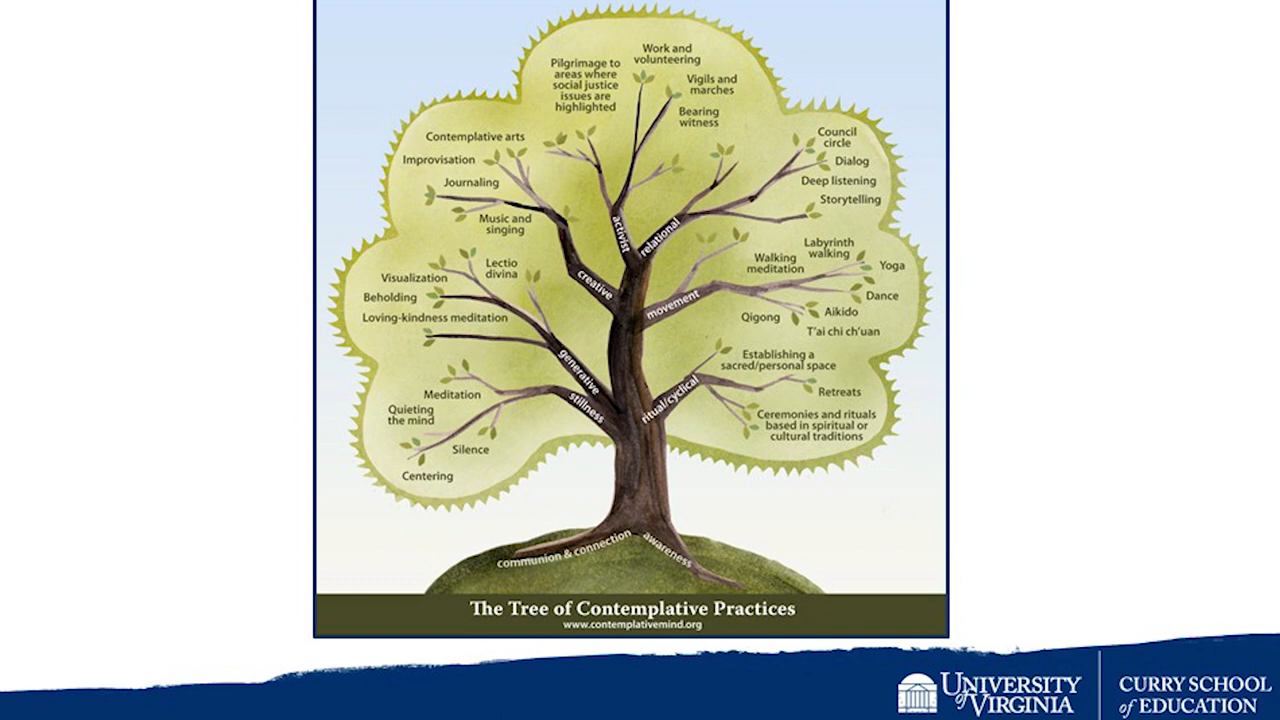 Work and
volunteering
Pilgrimage to
areas where
social justice
issues are
highlighted
Vigils and
marches
Bearing
witness
Contemplative arts
Improvisation
Journaling
Music and
singing
Council
circle
Dialog
Deep listening
Storytelling
activist
relational
creative
movement
Labyrinth
walking
Walking
meditation
Yoga
Dance
Qigong
Aikido
T'ai chi ch'uan
Lectio
divina
Visualization
Beholding
Loving-kindness meditation
generative
stillness
ritual/cyclical
Establishing a
sacred/personal space
Retreats
Ceremonies and rituals
based in spiritual or
cultural traditions
Meditation
Quieting
the mind
Silence
Centering
communion & connection
awareness
The Tree of Contemplative Practices
www.contemplativemind.org
UNIVERSITY
of VIRGINIA
CURRY SCHOOL
of EDUCATION